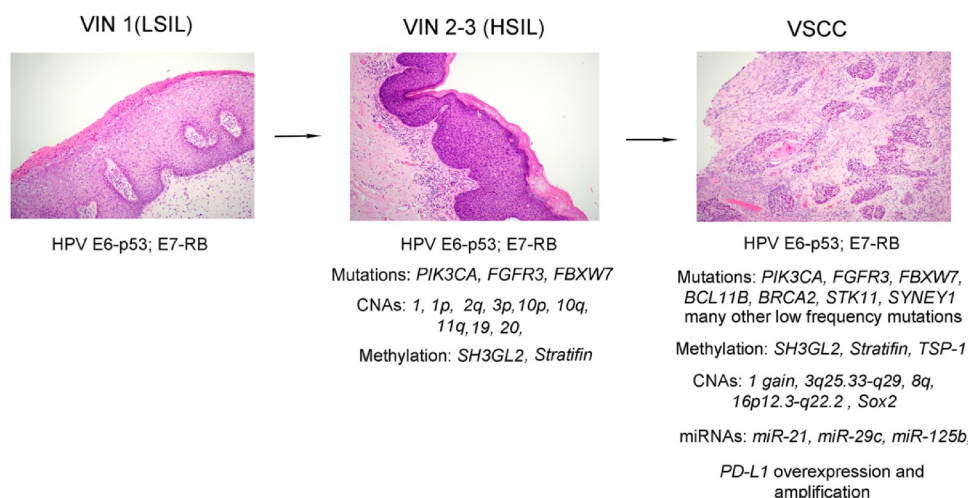 VIN 1(LSIL)
VIN 2-3 (HSIL)
VSCC
HPV E6-p53; E7-RB
HPV E6-p53; E7-RB
Mutations: PIK3CA, FGFR3, FBXW7
CNAs: 1, 1p, 2q, 3p, 10p, 10q,
11q, 19, 20,
Methylation: SH3GL2, Stratifin
HPV E6-p53; E7-RB
Mutations: PIK3CA, FGFR3, FBXW7,
BCL11B, BRCA2, STK11, SYNEY1
many other low frequency mutations
Methylation: SH3GL2, Stratifin, TSP-1
CNAs: 1 gain, 3q25.33-q29, 8q,
16p12.3-q22.2 , Sox2
miRNAs: miR-21, miR-29c, miR-125b,
PD-L1 overexpression and
amplification